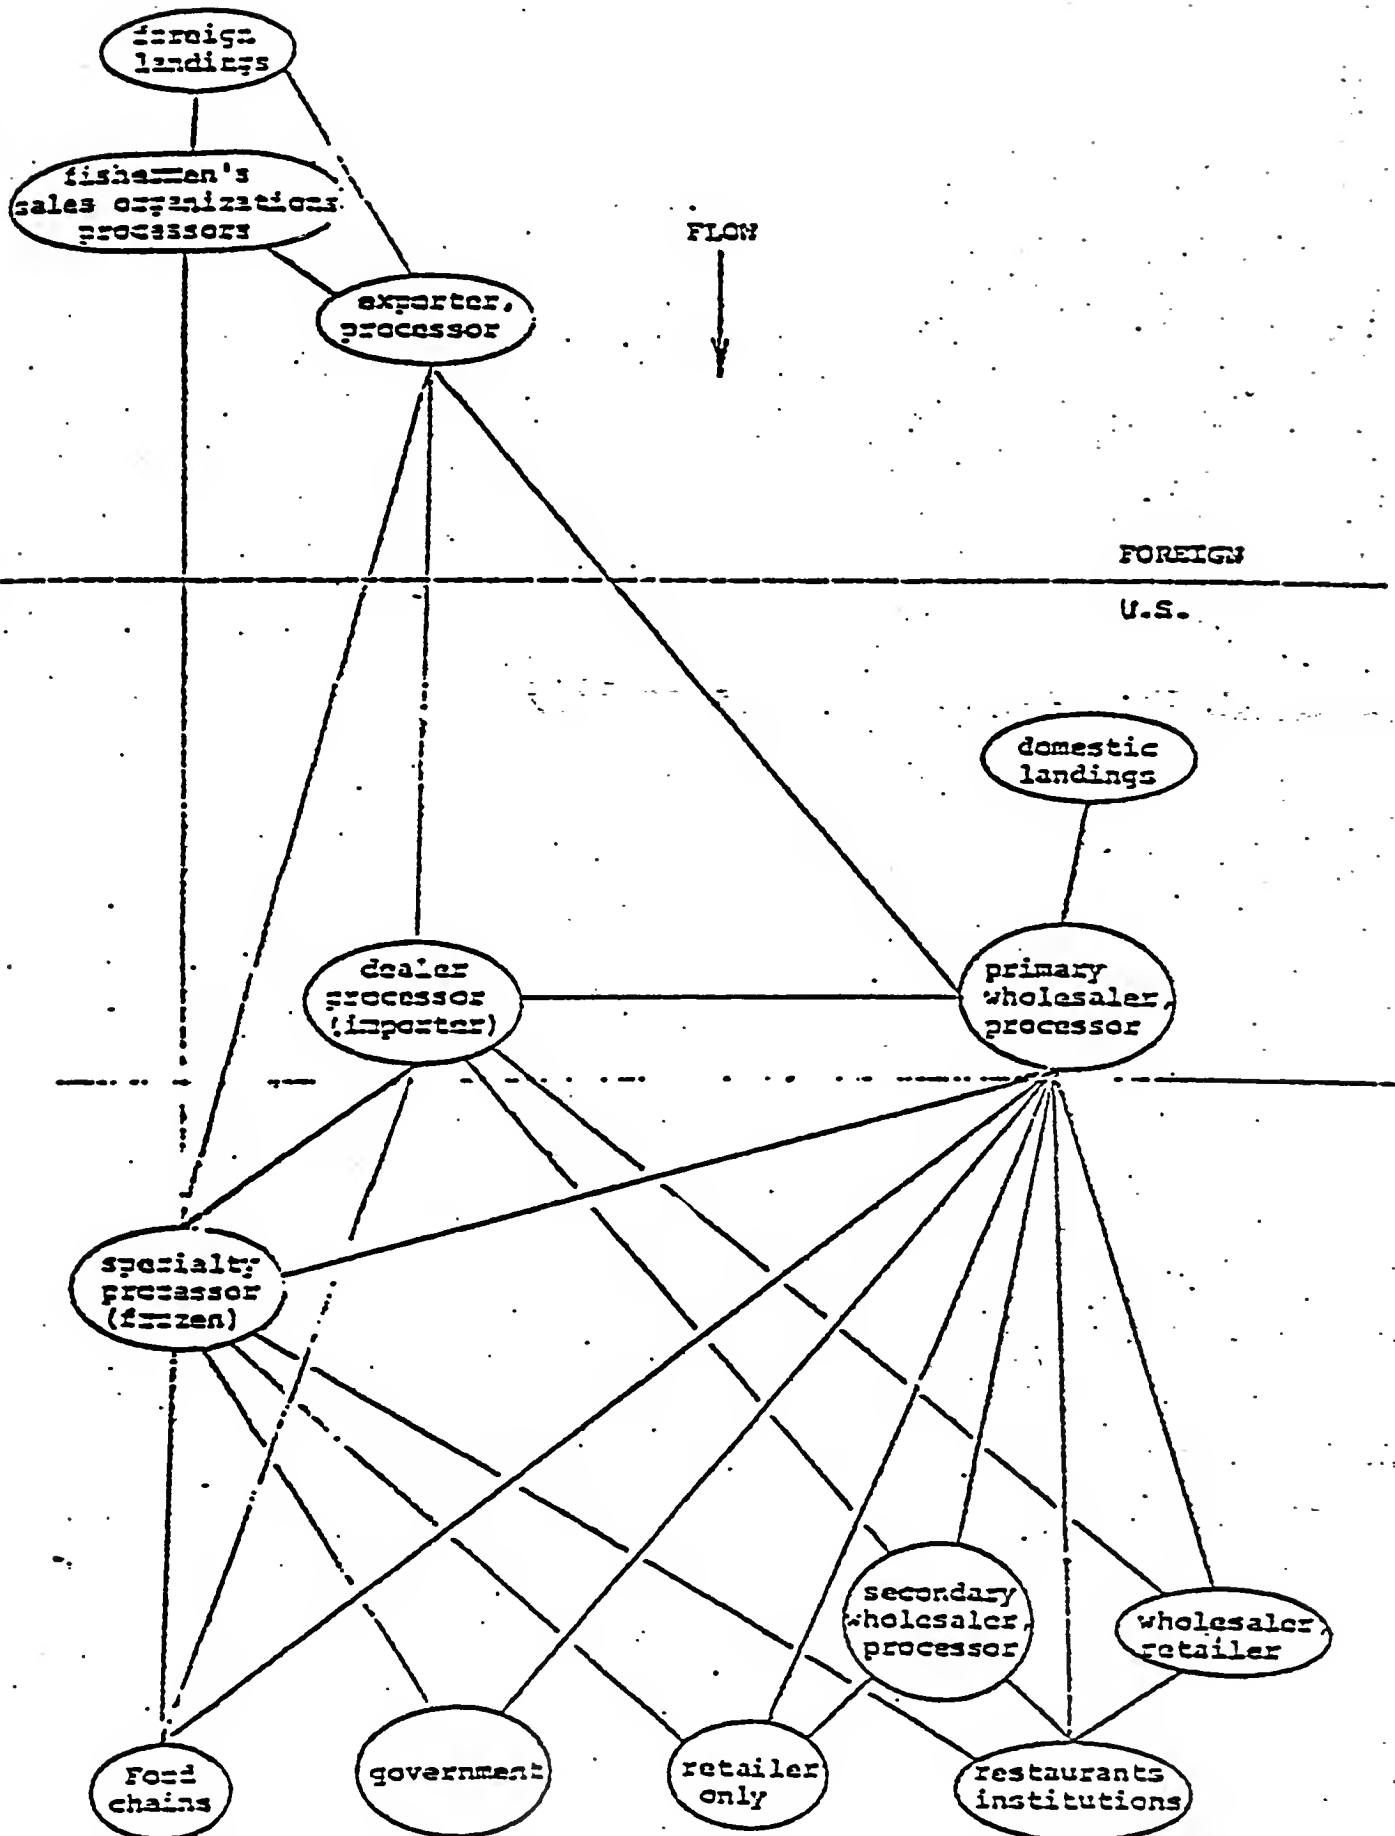 foreign
landings
fishermen's
sales organizations
processors
FLOW
exporter,
processor
FOREIGN
U.S.
domestic
landings
dealer
processor
(importer)
primary
wholesaler,
processor
specialty
processor
(frozen)
secondary
wholesaler,
processor
wholesaler,
retailer
Food
chains
government
retailer
only
restaurants
institutions